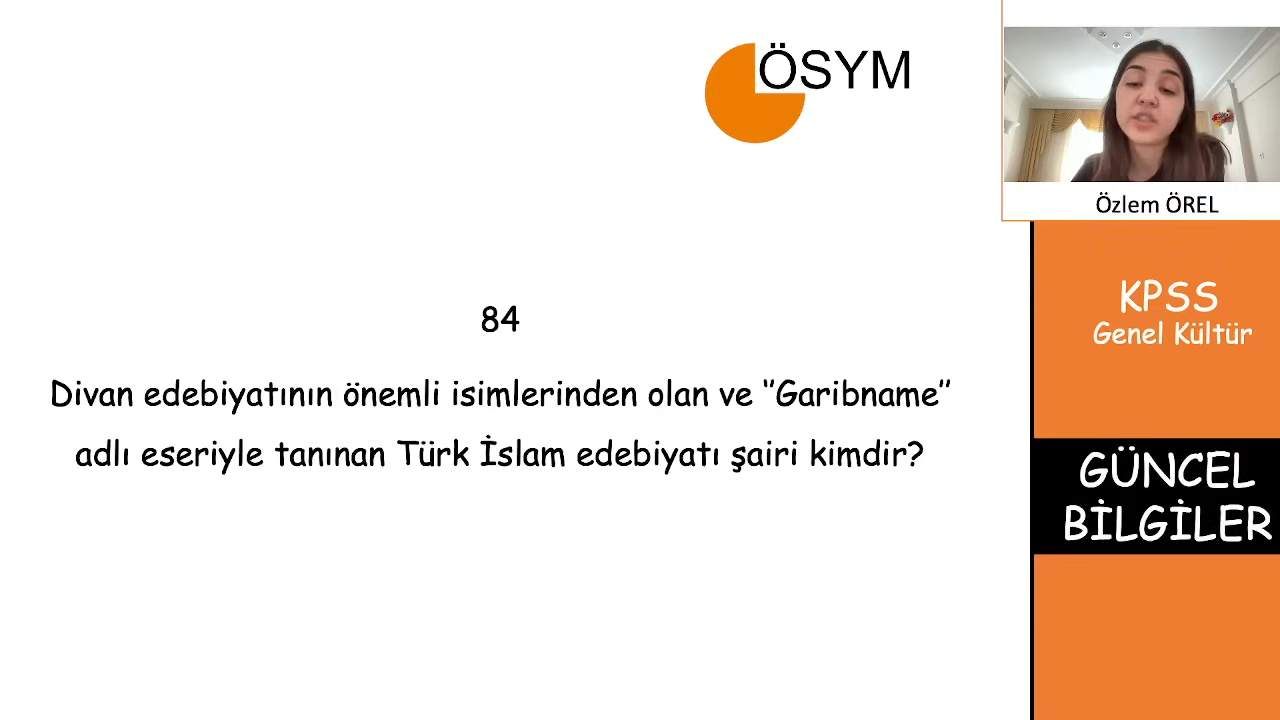 ÖSYM
Özlem ÖREL
84
Divan edebiyatının önemli isimlerinden olan ve ‘‘Garibname’’
adlı eseriyle tanınan Türk İslam edebiyatı şairi kimdir?
KPSS
Genel Kültür
GÜNCEL
BİLGİLER